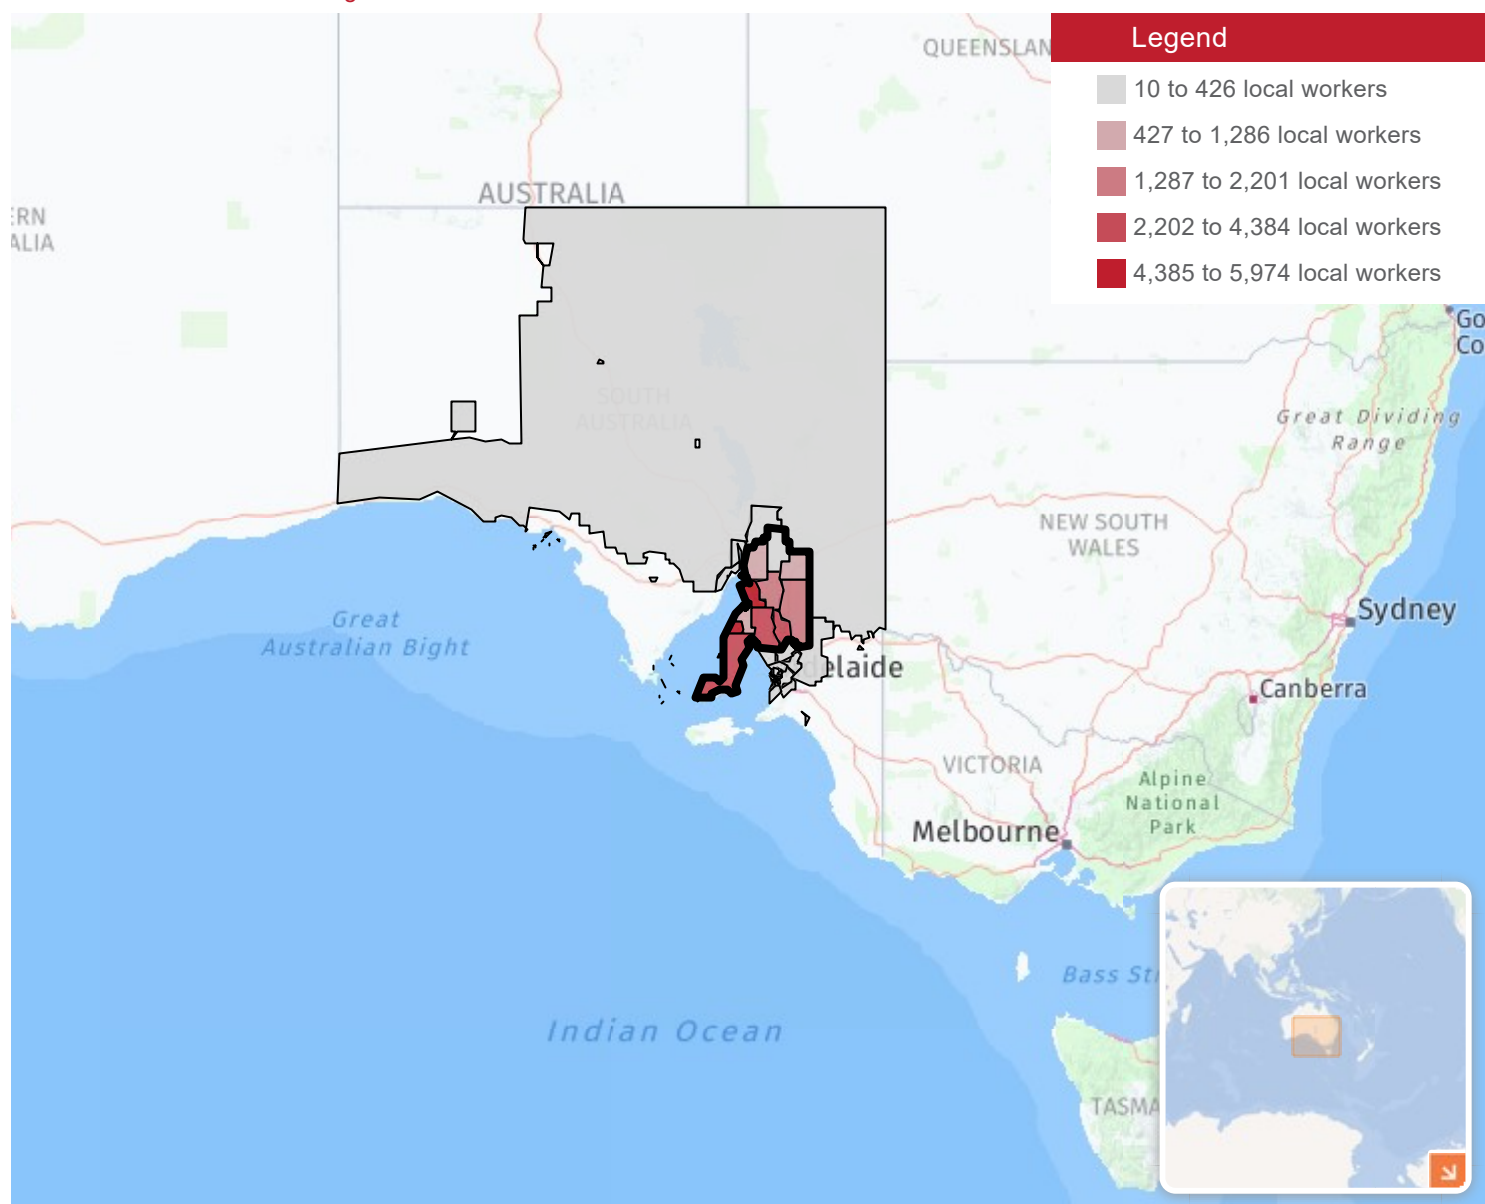 Legend
10 to 426 local workers
427 to 1,286 local workers
1,287 to 2,201 local workers
2,202 to 4,384 local workers
4,385 to 5,974 local workers
QUEENSLAN
AUSTRALIA
ERN
ALIA
Go
Co
SOUTH
AUSTRALIA
Great Dividing
Range
NEW SOUTH
WALES
Great
Australian Bight
Sydney
delaide
Canberra
VICTORIA
Alpine
National
Park
Melbourne
Bass Str
Indian Ocean
TASMA